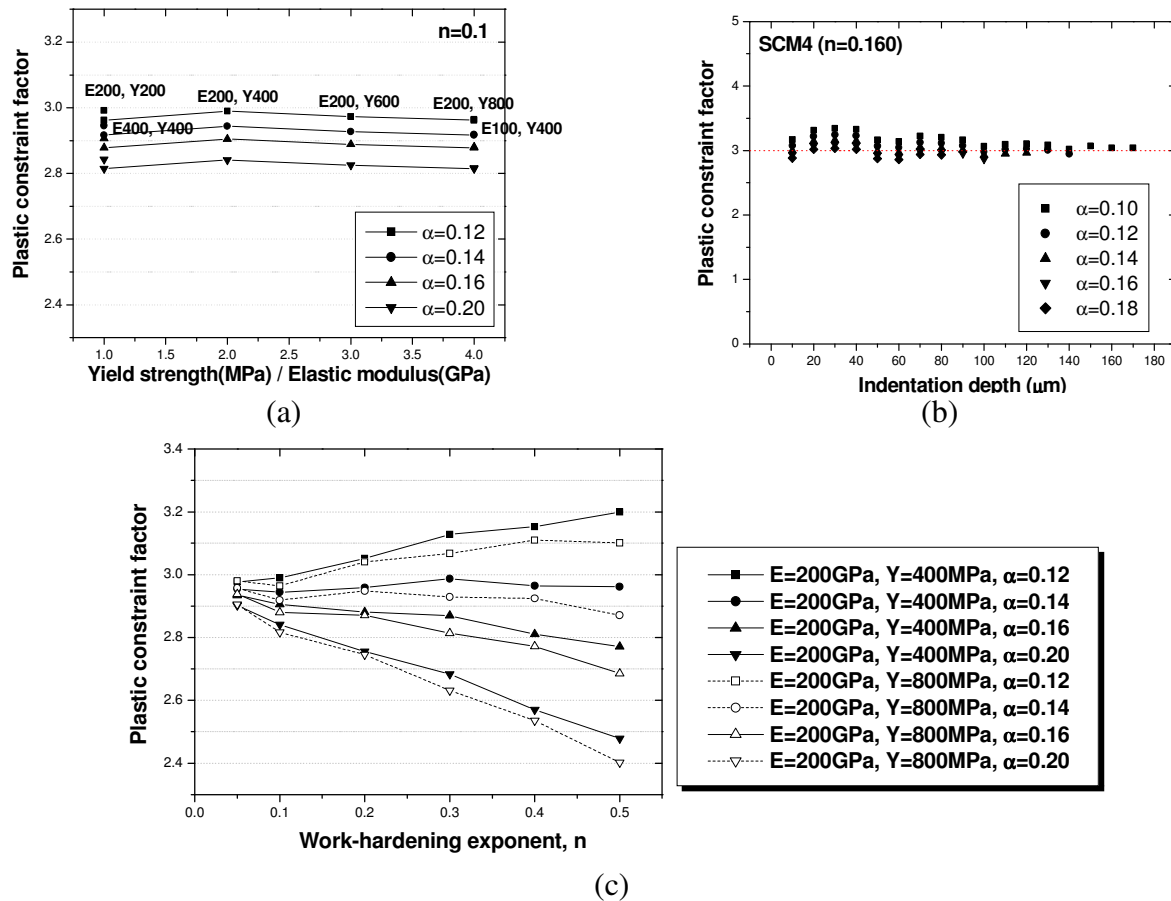 n=0.1
3.2
3.0
2.8
2.6
2.4
Plastic constraint factor
E200, Y200
E200, Y400
E200, Y600
E200, Y800
E400, Y400
E100, Y400
α=0.12
α=0.14
α=0.16
α=0.20
1.0 1.5 2.0 2.5 3.0 3.5 4.0
Yield strength(MPa) / Elastic modulus(GPa)
(a)
SCM4 (n=0.160)
5
4
3
2
1
0
Plastic constraint factor
α=0.10
α=0.12
α=0.14
α=0.16
α=0.18
0 20 40 60 80 100 120 140 160 180
Indentation depth (μm)
(b)
3.4
3.2
3.0
2.8
2.6
2.4
Plastic constraint factor
0.0 0.1 0.2 0.3 0.4 0.5
Work-hardening exponent, n
E=200GPa, Y=400MPa, α=0.12
E=200GPa, Y=400MPa, α=0.14
E=200GPa, Y=400MPa, α=0.16
E=200GPa, Y=400MPa, α=0.20
E=200GPa, Y=800MPa, α=0.12
E=200GPa, Y=800MPa, α=0.14
E=200GPa, Y=800MPa, α=0.16
E=200GPa, Y=800MPa, α=0.20
(c)